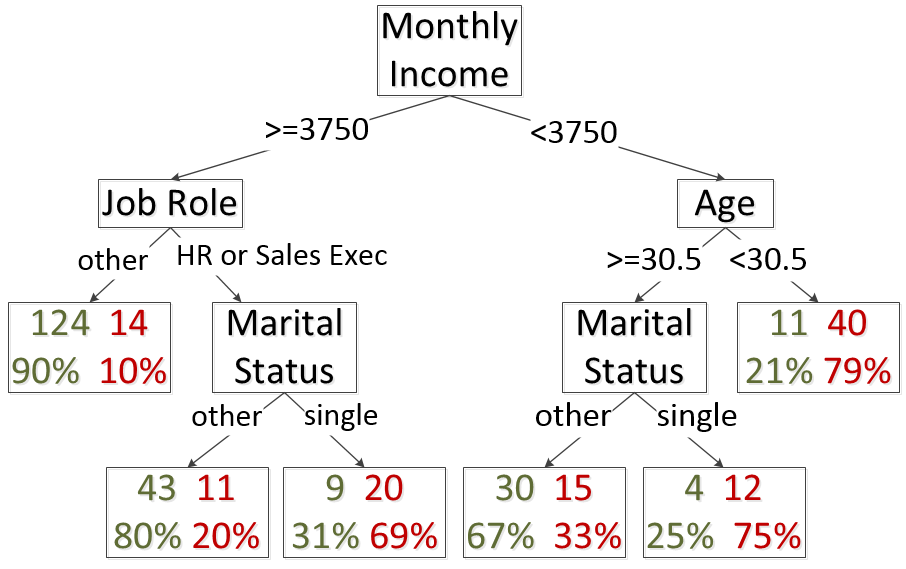 Monthly
Income
>=3750
<3750
Job Role
Age
other
HR or Sales Exec
>=30.5
<30.5
124 14
90% 10%
Marital
Status
Marital
Status
11 40
21% 79%
other
single
other
single
43 11
80% 20%
9 20
31% 69%
30 15
67% 33%
4 12
25% 75%